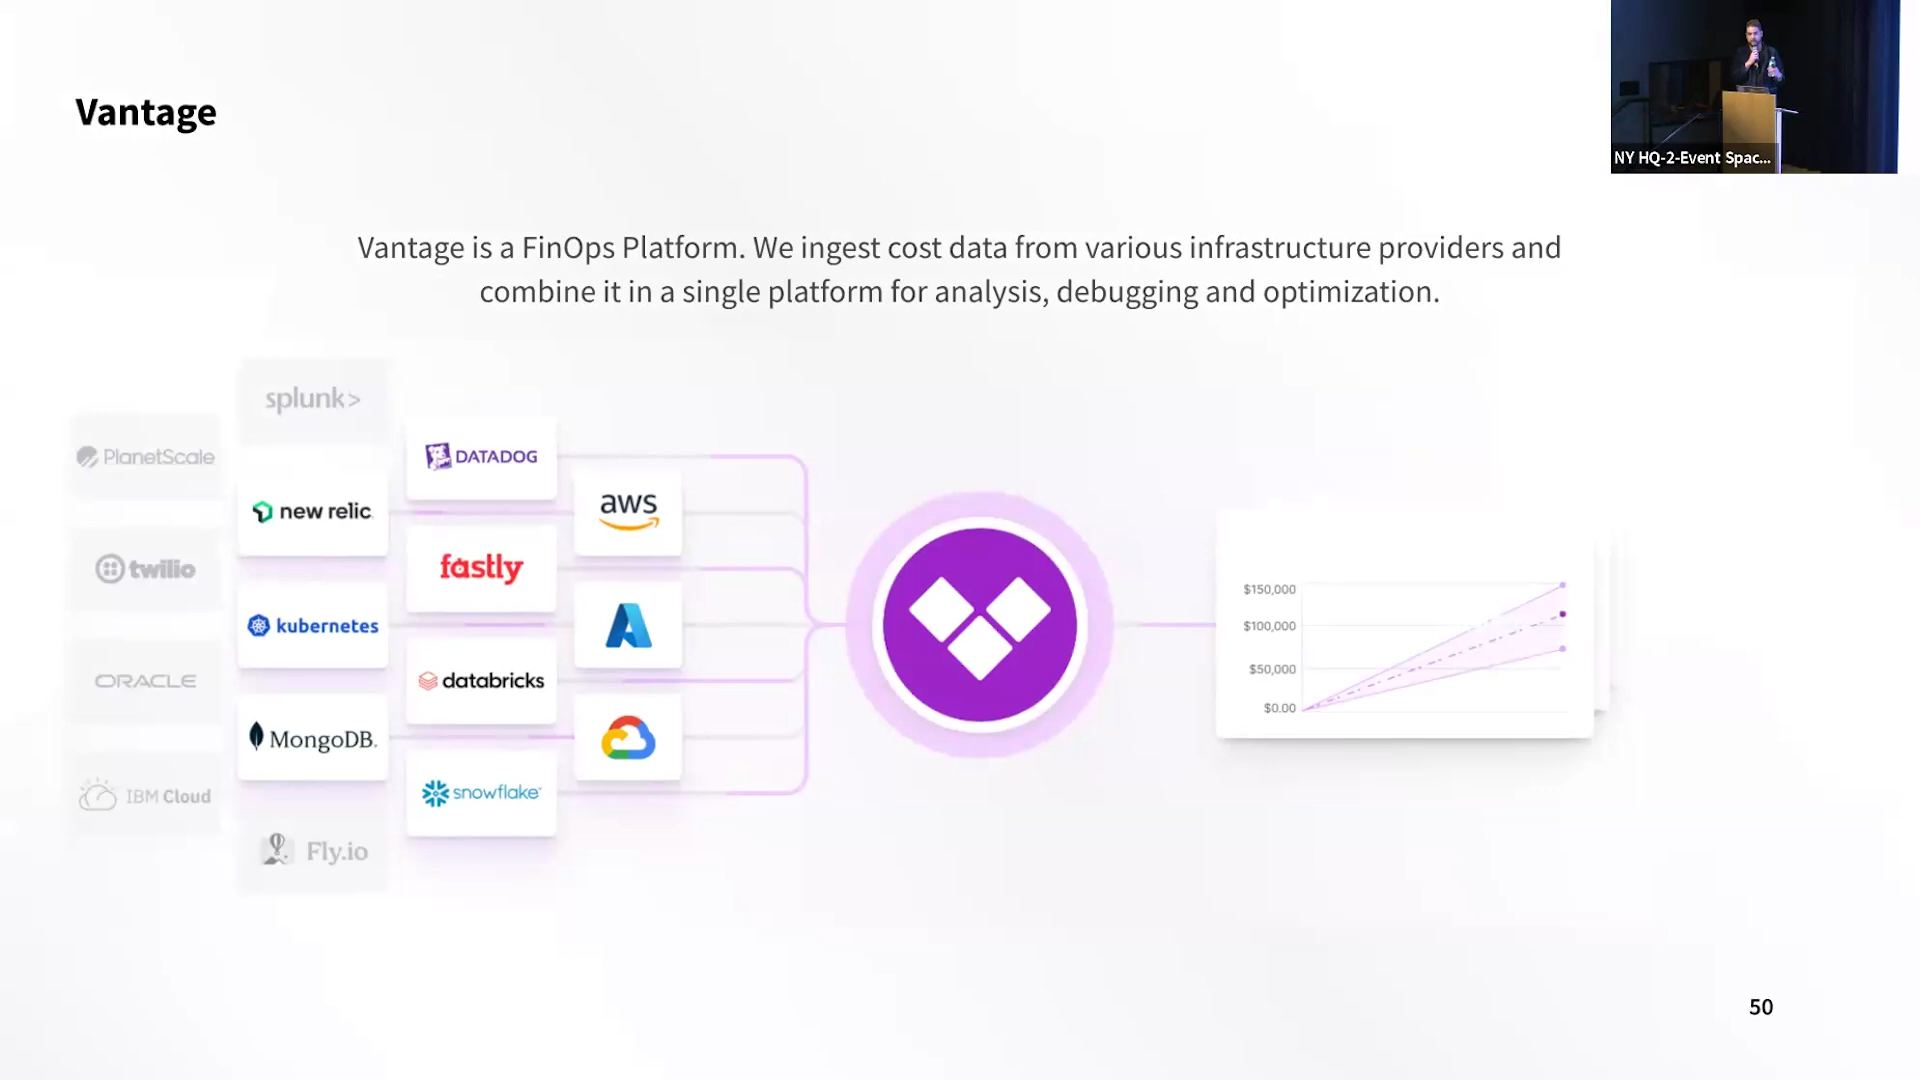 Vantage
NY HQ-2-Event Spac...
Vantage is a FinOps Platform. We ingest cost data from various infrastructure providers and
combine it in a single platform for analysis, debugging and optimization.
splunk>
PlanetScale
DATADOG
new relic
aws
twilio
fastly
kubernetes
ORACLE
databricks
MongoDB.
IBM Cloud
snowflake
Fly.io
$150,000
$100,000
$50,000
$0.00
50